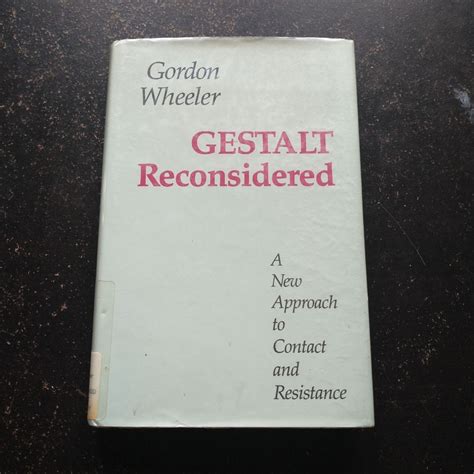 Gordon
Wheeler
GESTALT
Reconsidered
A
New
Approach
to
Contact
and
Resistance